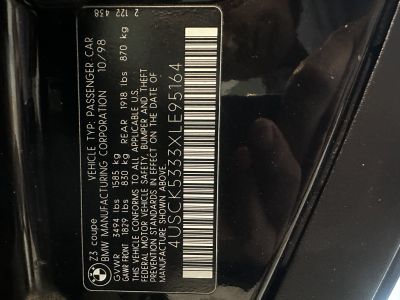 2 122 438
Z3 coupe VEHICLE TYP. PASSENGER CAR
BMW MANUFACTURING CORPORATION 10/98
GVWR 3494 lbs 1585 kg
GAWR FRONT 1829 lbs 830 kg REAR 1918 lbs 870 kg
THIS VEHICLE CONFORMS TO ALL APPLICABLE U.S.
FEDERAL MOTOR VEHICLE SAFETY, BUMPER AND THEFT
PREVENTION STANDARDS IN EFFECT ON THE DATE OF
MANUFACTURE SHOWN ABOVE.
4USCK5333XLE95164
BMW